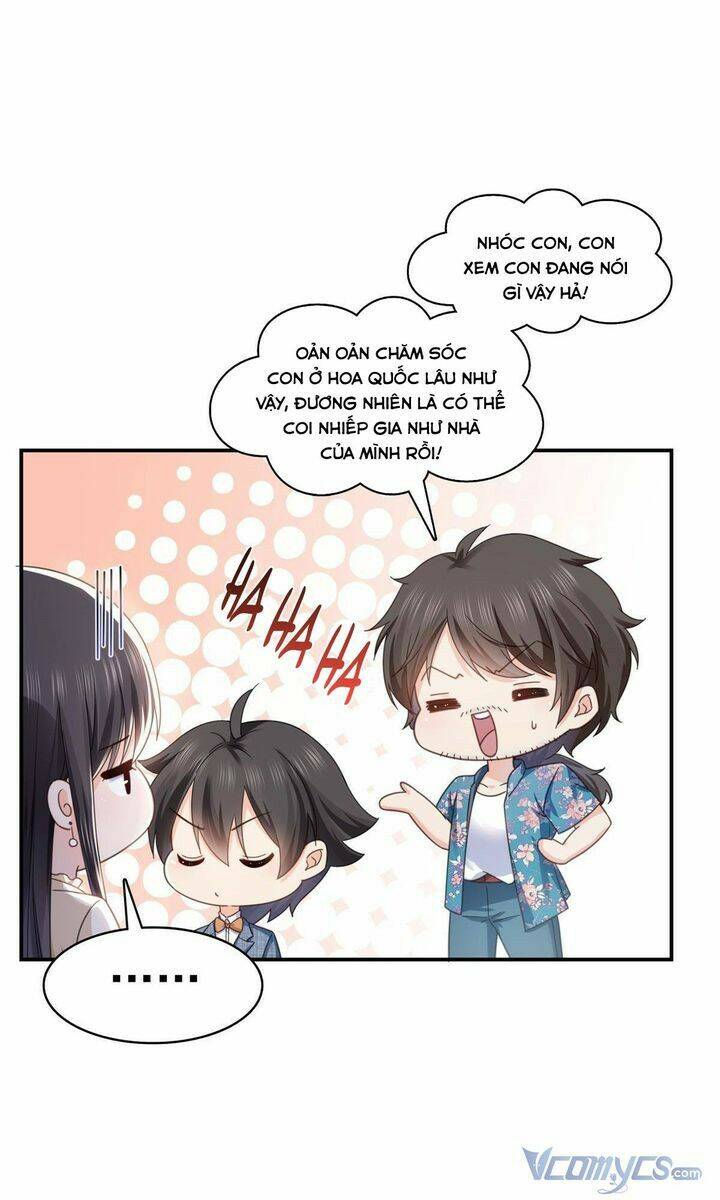 NHÓC CON, CON
XEM CON ĐANG NÓI
GÌ VẬY HẢ!
OẢN OẢN CHĂM SÓC
CON Ở HOA QUỐC LÂU NHƯ
VẬY, ĐƯƠNG NHIÊN LÀ CÓ THỂ
COI NHIẾP GIA NHƯ NHÀ
CỦA MÌNH RỒI!
HA HA HA HA
......
VCOMYCS.com